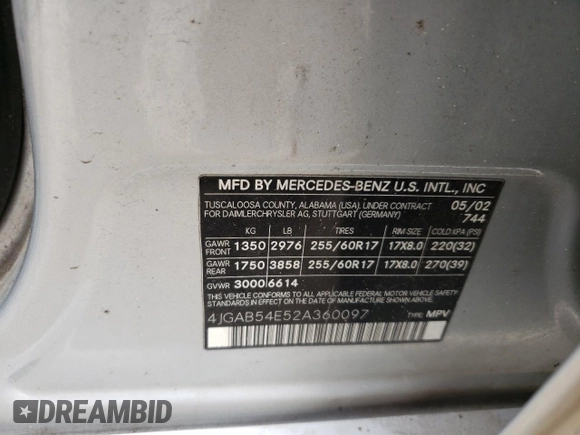 MFD BY MERCEDES-BENZ U.S. INTL., INC
TUSCALOOSA COUNTY, ALABAMA (USA). UNDER CONTRACT 05/02
FOR DAIMLERCHRYSLER AG, STUTTGART (GERMANY) 744
KG LB TIRES RIM SIZE COLD KPA (PSI)
GAWR FRONT 1350 2976 255/60R17 17X8.0 220(32)
GAWR REAR 1750 3858 255/60R17 17X8.0 270(39)
GVWR 3000 6614
THIS VEHICLE CONFORMS TO ALL APPLICABLE FEDERAL MOTOR VEHICLE SAFETY
STANDARDS IN EFFECT ON THE DATE OF MANUFACTURE SHOWN ABOVE.
4JGAB54E52A360097 TYPE: MPV
DREAMBID